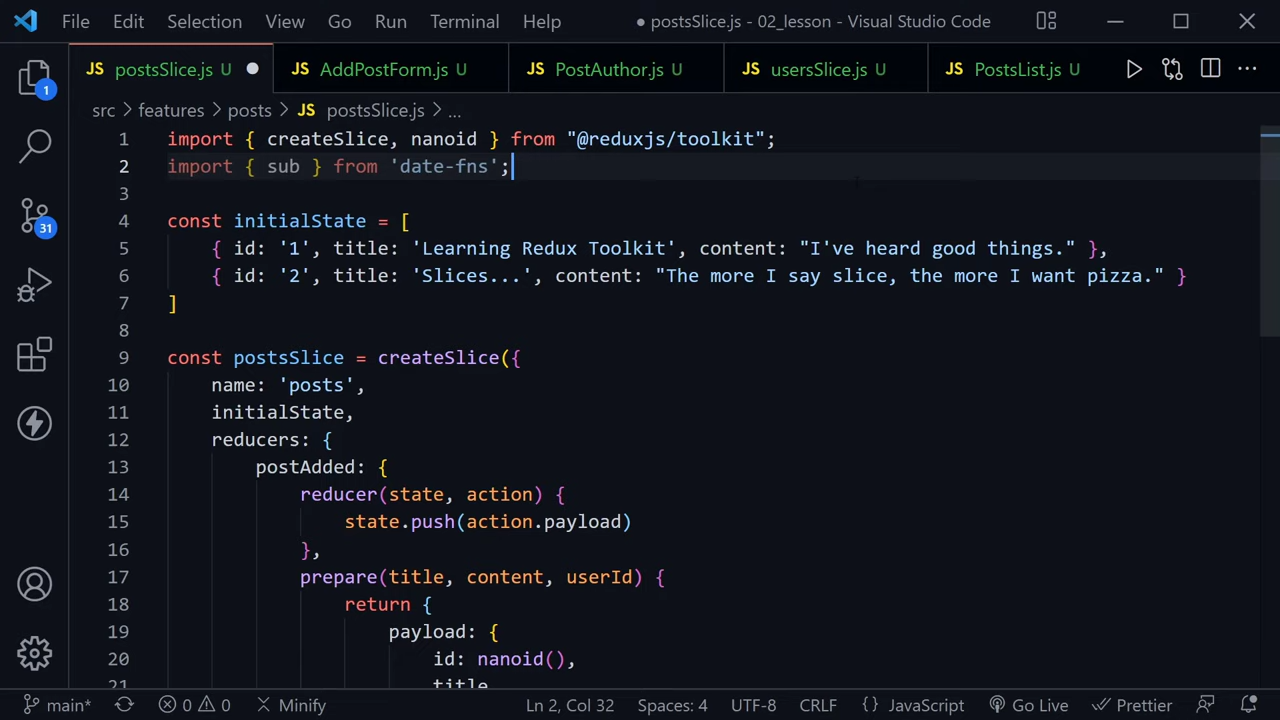 File Edit Selection View Go Run Terminal Help ● postsSlice.js - 02_lesson - Visual Studio Code
JS postsSlice.js U JS AddPostForm.js U JS PostAuthor.js U JS usersSlice.js U JS PostsList.js U
src > features > posts > JS postsSlice.js > ...
1 import { createSlice, nanoid } from "@reduxjs/toolkit";
2 import { sub } from 'date-fns';
3
4 const initialState = [
5 { id: '1', title: 'Learning Redux Toolkit', content: "I've heard good things." },
6 { id: '2', title: 'Slices...', content: "The more I say slice, the more I want pizza." }
7 ]
8
9 const postsSlice = createSlice({
10 name: 'posts',
11 initialState,
12 reducers: {
13 postAdded: {
14 reducer(state, action) {
15 state.push(action.payload)
16 },
17 prepare(title, content, userId) {
18 return {
19 payload: {
20 id: nanoid(),
21 title
1
31
main* 0 0 Minify Ln 2, Col 32 Spaces: 4 UTF-8 CRLF {} JavaScript Go Live Prettier